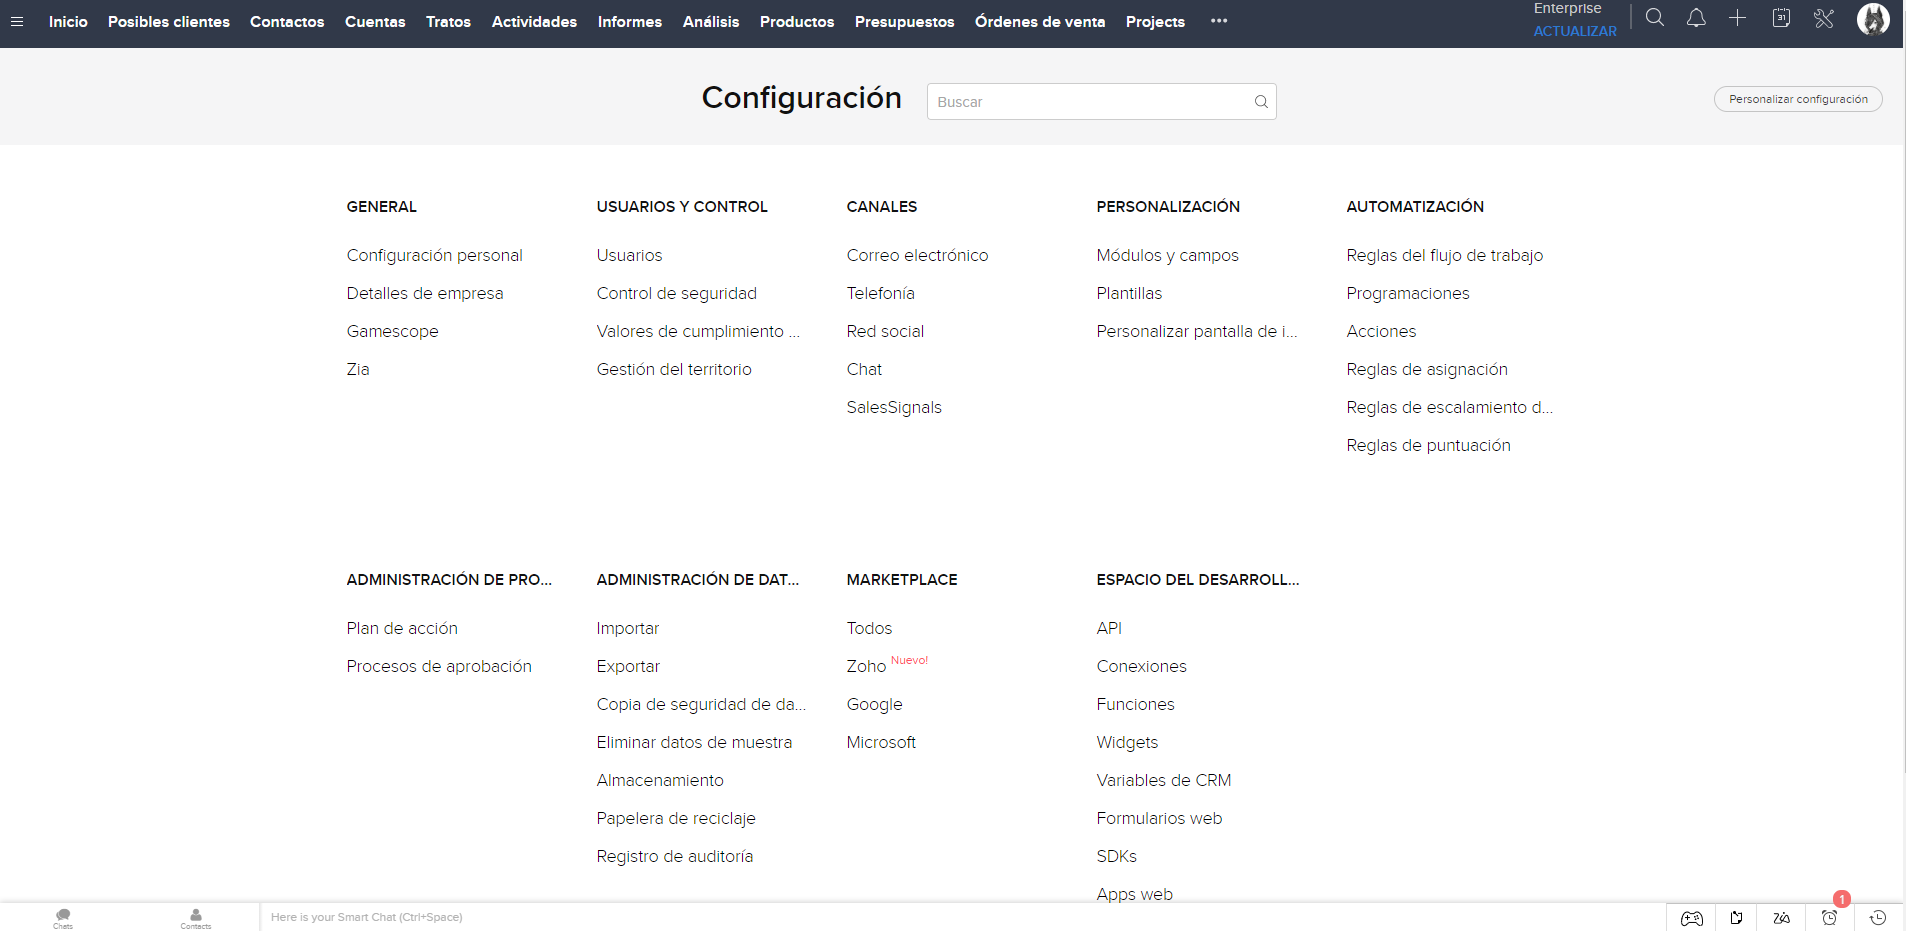 Inicio Posibles clientes Contactos Cuentas Tratos Actividades Informes Análisis Productos Presupuestos Órdenes de venta Projects ••• Enterprise
ACTUALIZAR
31
Configuración
Buscar
Personalizar configuración
GENERAL
Configuración personal
Detalles de empresa
Gamescope
Zia
USUARIOS Y CONTROL
Usuarios
Control de seguridad
Valores de cumplimiento ...
Gestión del territorio
CANALES
Correo electrónico
Telefonía
Red social
Chat
SalesSignals
PERSONALIZACIÓN
Módulos y campos
Plantillas
Personalizar pantalla de i...
AUTOMATIZACIÓN
Reglas del flujo de trabajo
Programaciones
Acciones
Reglas de asignación
Reglas de escalamiento d...
Reglas de puntuación
ADMINISTRACIÓN DE PRO...
Plan de acción
Procesos de aprobación
ADMINISTRACIÓN DE DAT...
Importar
Exportar
Copia de seguridad de da...
Eliminar datos de muestra
Almacenamiento
Papelera de reciclaje
Registro de auditoría
MARKETPLACE
Todos
Zoho Nuevo!
Google
Microsoft
ESPACIO DEL DESARROLL...
API
Conexiones
Funciones
Widgets
Variables de CRM
Formularios web
SDKs
Apps web
Chats
Contacts
Here is your Smart Chat (Ctrl+Space)
1